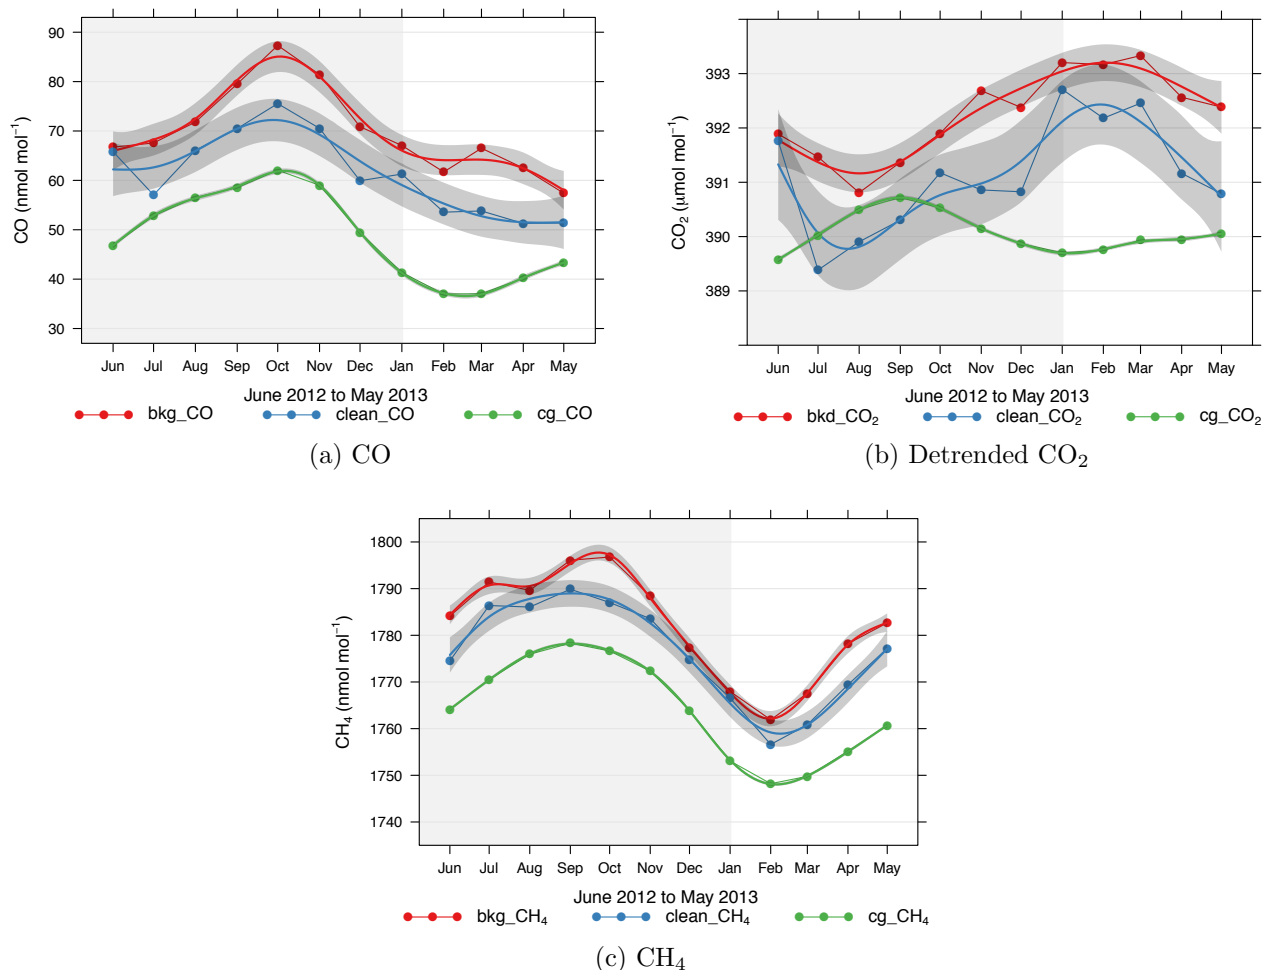 90
80
70
60
50
40
30
CO (nmol mol⁻¹)
Jun Jul Aug Sep Oct Nov Dec Jan Feb Mar Apr May
June 2012 to May 2013
bkg_CO clean_CO cg_CO
(a) CO
393
392
391
390
389
CO₂ (μmol mol⁻¹)
Jun Jul Aug Sep Oct Nov Dec Jan Feb Mar Apr May
June 2012 to May 2013
bkd_CO₂ clean_CO₂ cg_CO₂
(b) Detrended CO₂
1800
1790
1780
1770
1760
1750
1740
CH₄ (nmol mol⁻¹)
Jun Jul Aug Sep Oct Nov Dec Jan Feb Mar Apr May
June 2012 to May 2013
bkg_CH₄ clean_CH₄ cg_CH₄
(c) CH₄